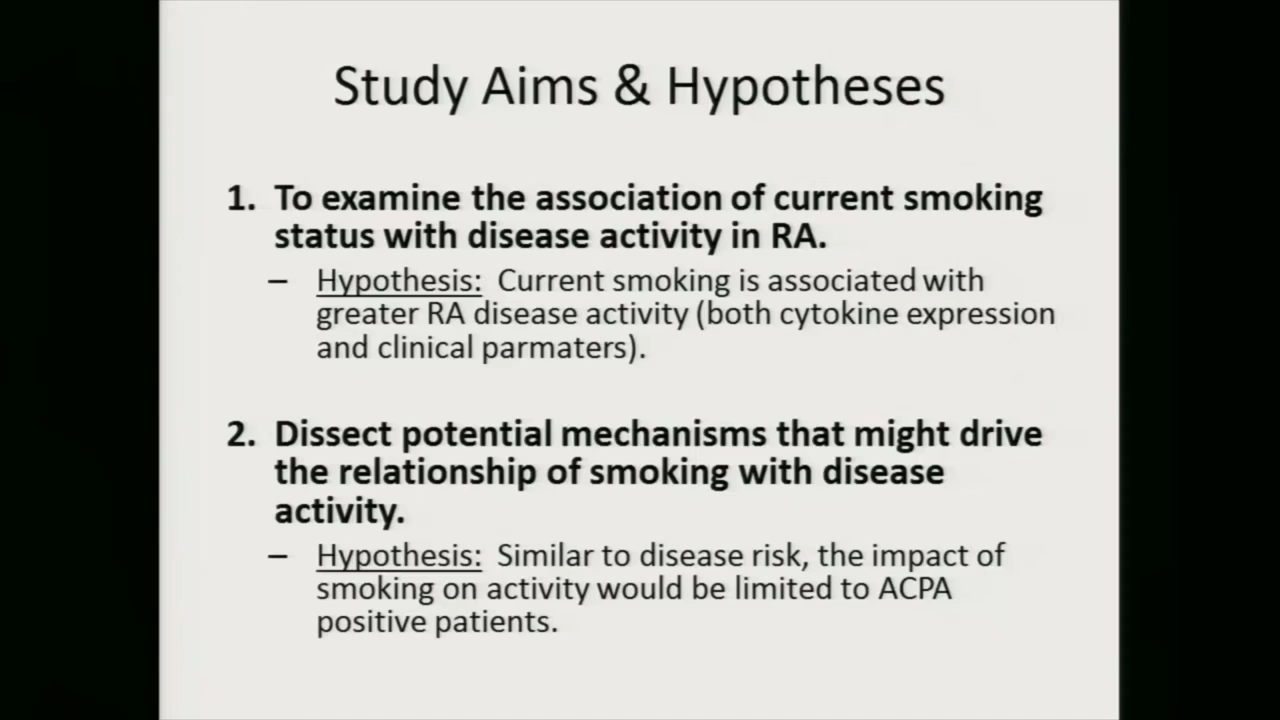 Study Aims & Hypotheses
1. To examine the association of current smoking
status with disease activity in RA.
– Hypothesis: Current smoking is associated with
greater RA disease activity (both cytokine expression
and clinical parmaters).
2. Dissect potential mechanisms that might drive
the relationship of smoking with disease
activity.
– Hypothesis: Similar to disease risk, the impact of
smoking on activity would be limited to ACPA
positive patients.